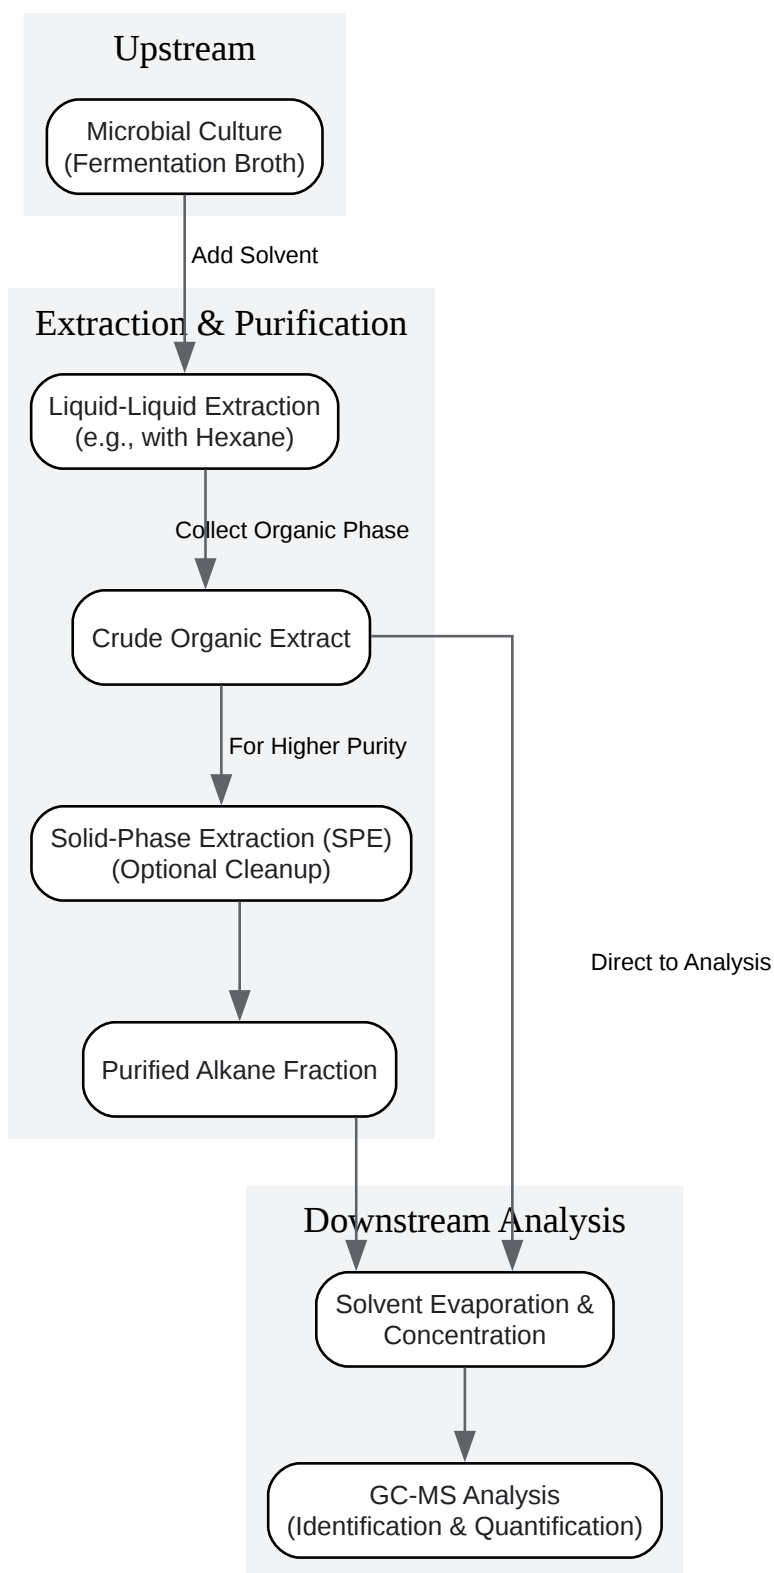 Upstream
Microbial Culture
(Fermentation Broth)
Add Solvent
Extraction & Purification
Liquid-Liquid Extraction
(e.g., with Hexane)
Collect Organic Phase
Crude Organic Extract
For Higher Purity
Solid-Phase Extraction (SPE)
(Optional Cleanup)
Direct to Analysis
Purified Alkane Fraction
Downstream Analysis
Solvent Evaporation &
Concentration
GC-MS Analysis
(Identification & Quantification)